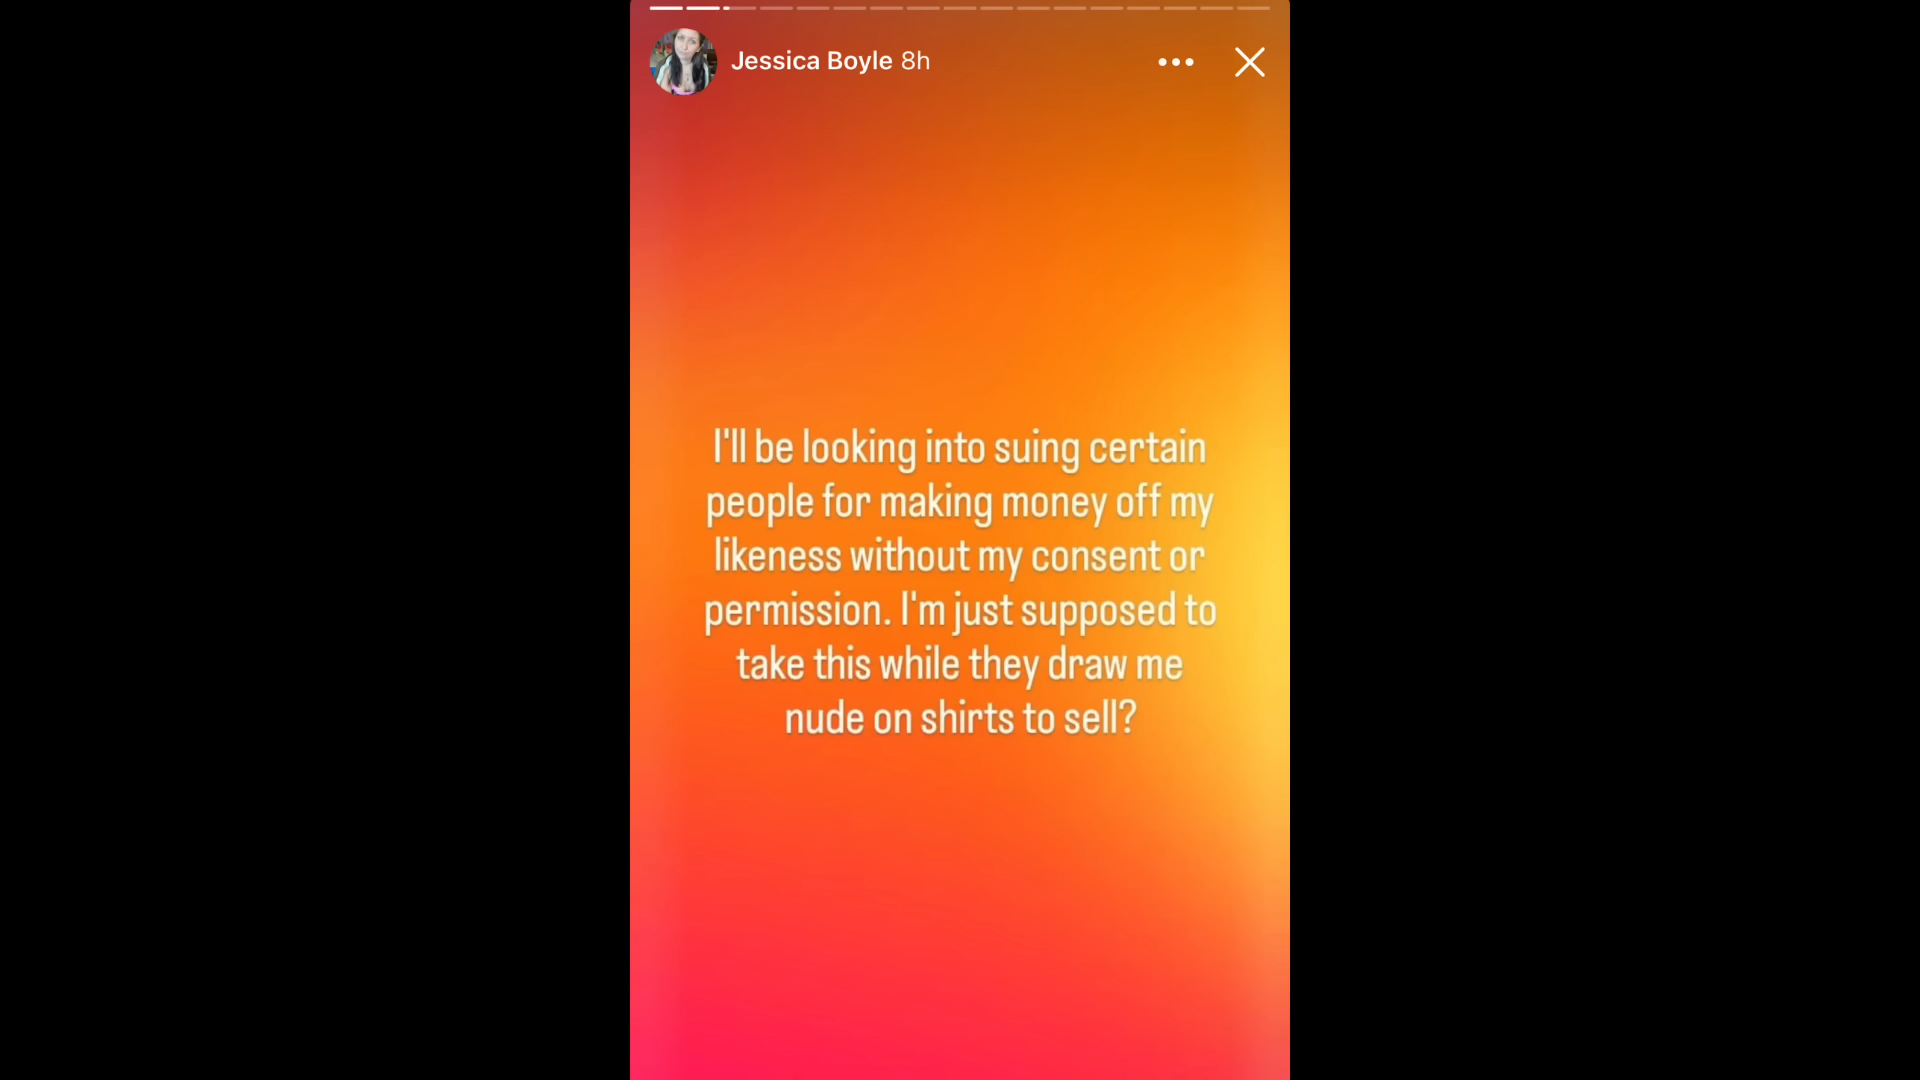 Jessica Boyle 8h
I'll be looking into suing certain
people for making money off my
likeness without my consent or
permission. I'm just supposed to
take this while they draw me
nude on shirts to sell?